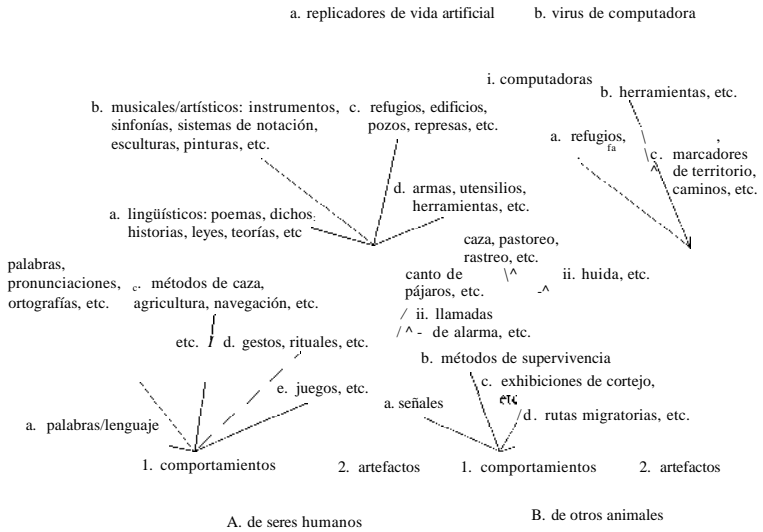 a. replicadores de vida artificial b. virus de computadora
i. computadoras
b. herramientas, etc.
b. musicales/artísticos: instrumentos,
sinfonías, sistemas de notación,
esculturas, pinturas, etc.
c. refugios, edificios,
pozos, represas, etc.
a. refugios,
fa
c. marcadores
de territorio,
caminos, etc.
d. armas, utensilios,
herramientas, etc.
a. lingüísticos: poemas, dichos,
historias, leyes, teorías, etc
caza, pastoreo,
rastreo, etc.
palabras,
pronunciaciones,
ortografías, etc.
c. métodos de caza,
agricultura, navegación, etc.
canto de
pájaros, etc.
ii. huida, etc.
ii. llamadas
de alarma, etc.
etc. d. gestos, rituales, etc.
b. métodos de supervivencia
e. juegos, etc.
c. exhibiciones de cortejo,
etc
a. señales
d. rutas migratorias, etc.
a. palabras/lenguaje
1. comportamientos 2. artefactos 1. comportamientos 2. artefactos
A. de seres humanos B. de otros animales